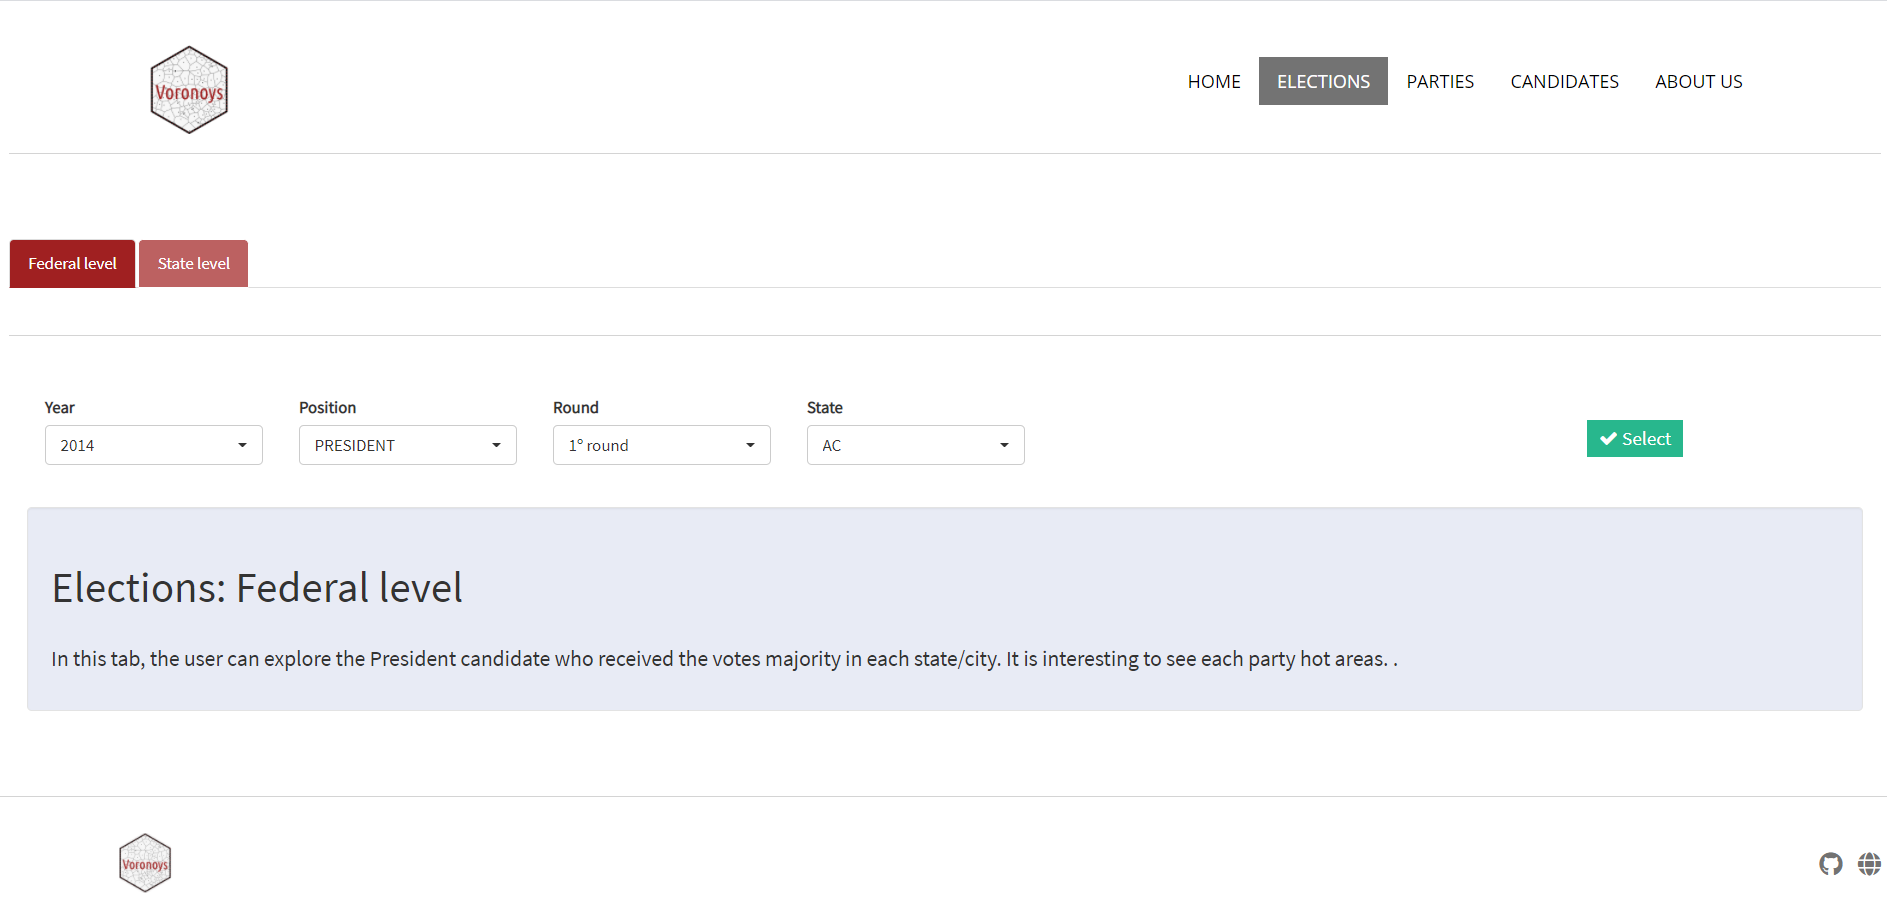 Voronoys
HOME ELECTIONS PARTIES CANDIDATES ABOUT US
Federal level State level
Year Position Round State
2014 PRESIDENT 1º round AC Select
Elections: Federal level
In this tab, the user can explore the President candidate who received the votes majority in each state/city. It is interesting to see each party hot areas. .
Voronoys